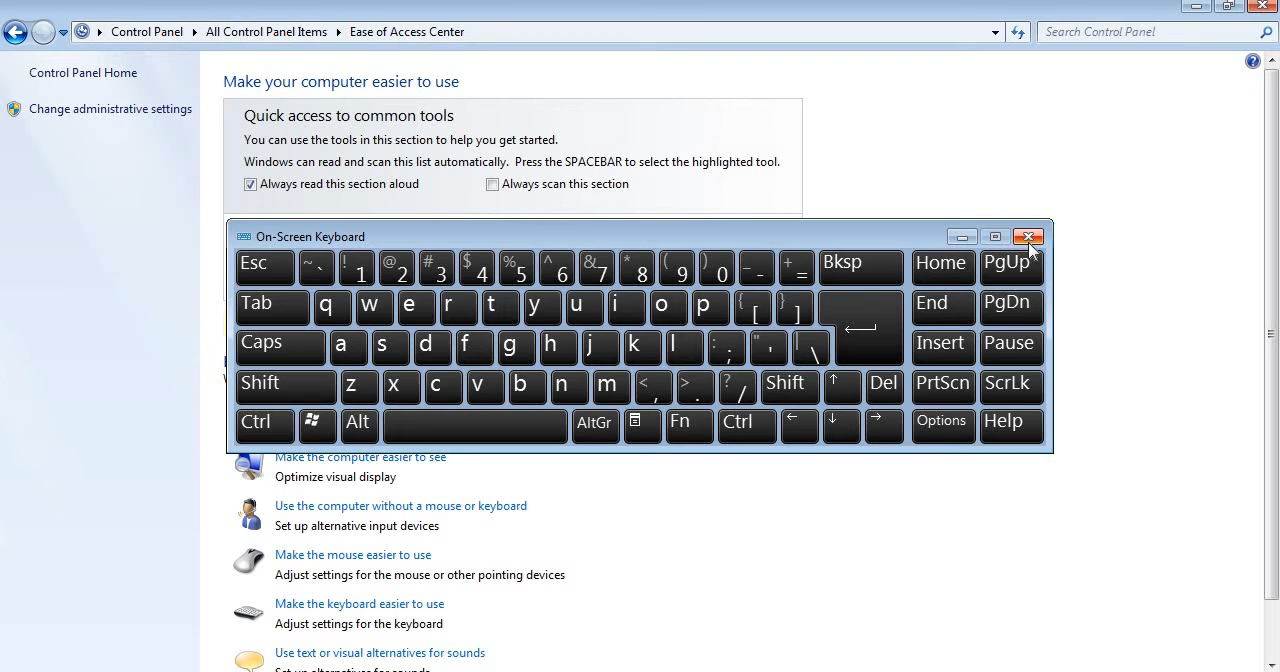 Control Panel All Control Panel Items Ease of Access Center
Search Control Panel
Control Panel Home
Change administrative settings
Make your computer easier to use
Quick access to common tools
You can use the tools in this section to help you get started.
Windows can read and scan this list automatically. Press the SPACEBAR to select the highlighted tool.
Always read this section aloud Always scan this section
On-Screen Keyboard
Esc ~ ` ! 1 @ 2 # 3 $ 4 % 5 ^ 6 & 7 * 8 ( 9 ) 0 _ - + = Bksp Home PgUp
Tab q w e r t y u i o p { [ } ] End PgDn
Caps a s d f g h j k l : ; " ' | \ Insert Pause
Shift z x c v b n m < , > . ? / Shift ↑ Del PrtScn ScrLk
Ctrl Alt AltGr Fn Ctrl ← ↓ → Options Help
Make the computer easier to see
Optimize visual display
Use the computer without a mouse or keyboard
Set up alternative input devices
Make the mouse easier to use
Adjust settings for the mouse or other pointing devices
Make the keyboard easier to use
Adjust settings for the keyboard
Use text or visual alternatives for sounds
Set up alternatives for sounds